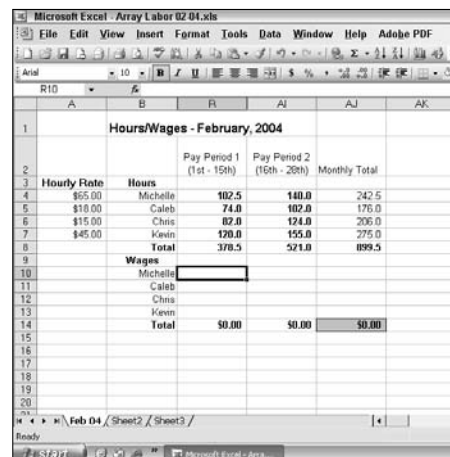 Microsoft Excel - Array Labor 02-04.xls
File Edit View Insert Format Tools Data Window Help Adobe PDF
Arial 10 B I U $ %
R10 fx
A B R AI AJ AK
1 Hours/Wages - February, 2004
2 Pay Period 1 (1st - 15th) Pay Period 2 (16th - 28th) Monthly Total
3 Hourly Rate Hours
4 $65.00 Michelle 102.5 140.0 242.5
5 $18.00 Caleb 74.0 102.0 176.0
6 $15.00 Chris 82.0 124.0 206.0
7 $45.00 Kevin 120.0 155.0 275.0
8 Total 378.5 521.0 899.5
9 Wages
10 Michelle
11 Caleb
12 Chris
13 Kevin
14 Total $0.00 $0.00 $0.00
15
16
17
18
19
20
Feb 04 Sheet2 Sheet3
Ready
start Microsoft Excel - Arra...